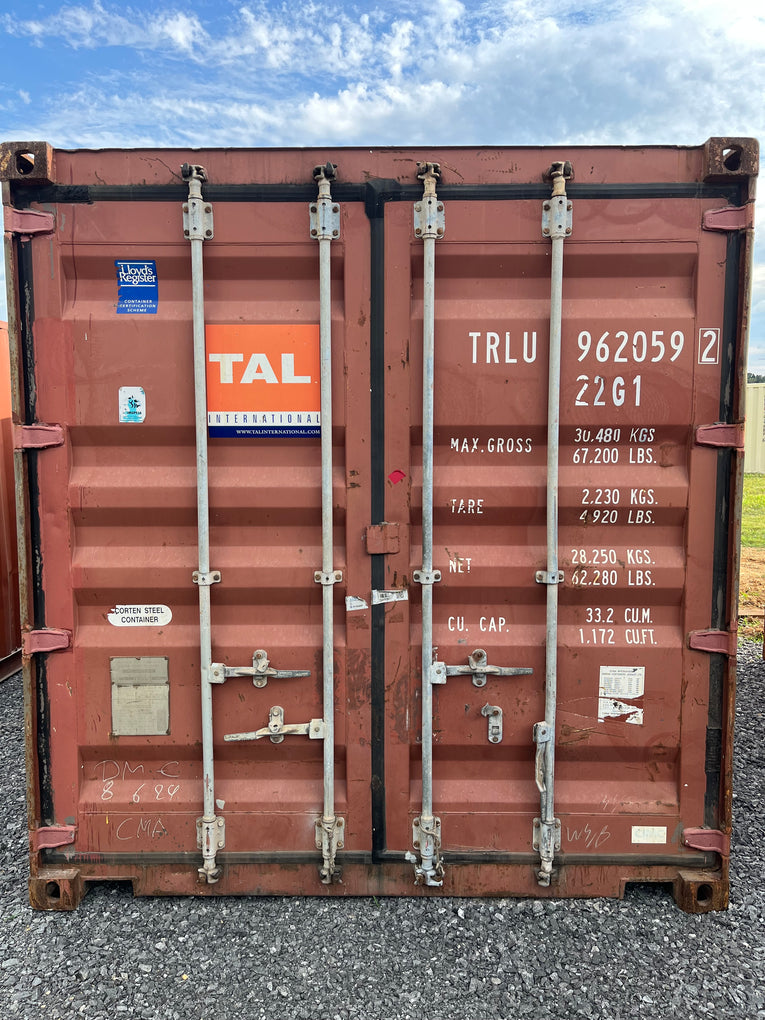 Lloyd's
Register
CONTAINER
CERTIFICATION
SCHEME
TAL
INTERNATIONAL
WWW.TALINTERNATIONAL.COM
TRLU 962059 2
22G1
MAX.GROSS 30.480 KGS
67.200 LBS.
TARE 2.230 KGS.
4.920 LBS.
NET 28.250 KGS.
62.280 LBS.
CU. CAP. 33.2 CU.M.
1.172 CU.FT.
CORTEN STEEL
CONTAINER
DM-C
CMA